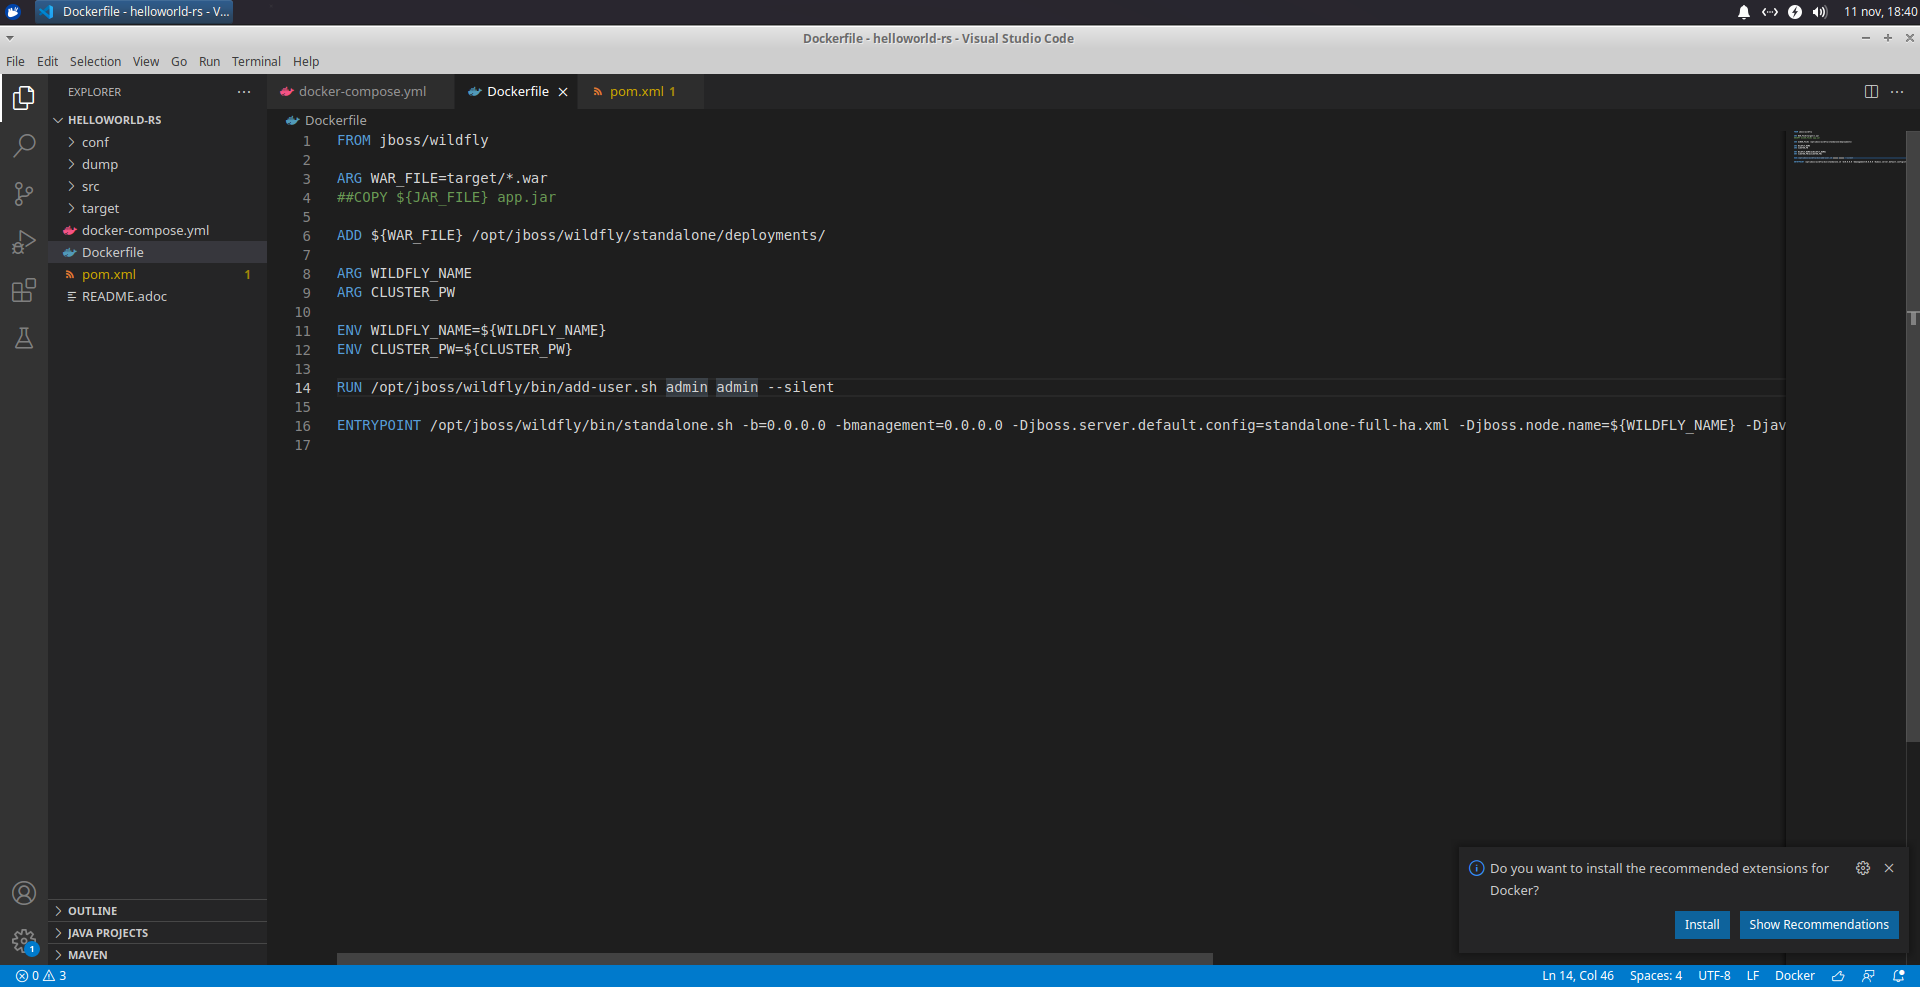 Dockerfile - helloworld-rs - V...
11 nov, 18:40
Dockerfile - helloworld-rs - Visual Studio Code
File Edit Selection View Go Run Terminal Help
EXPLORER
HELLOWORLD-RS
conf
dump
src
target
docker-compose.yml
Dockerfile
pom.xml 1
README.adoc
OUTLINE
JAVA PROJECTS
MAVEN
1
docker-compose.yml
Dockerfile
pom.xml 1
Dockerfile
1 FROM jboss/wildfly
2
3 ARG WAR_FILE=target/*.war
4 ##COPY ${JAR_FILE} app.jar
5
6 ADD ${WAR_FILE} /opt/jboss/wildfly/standalone/deployments/
7
8 ARG WILDFLY_NAME
9 ARG CLUSTER_PW
10
11 ENV WILDFLY_NAME=${WILDFLY_NAME}
12 ENV CLUSTER_PW=${CLUSTER_PW}
13
14 RUN /opt/jboss/wildfly/bin/add-user.sh admin admin --silent
15
16 ENTRYPOINT /opt/jboss/wildfly/bin/standalone.sh -b=0.0.0.0 -bmanagement=0.0.0.0 -Djboss.server.default.config=standalone-full-ha.xml -Djboss.node.name=${WILDFLY_NAME} -Djav
17
Do you want to install the recommended extensions for
Docker?
Install
Show Recommendations
0 3
Ln 14, Col 46
Spaces: 4
UTF-8
LF
Docker